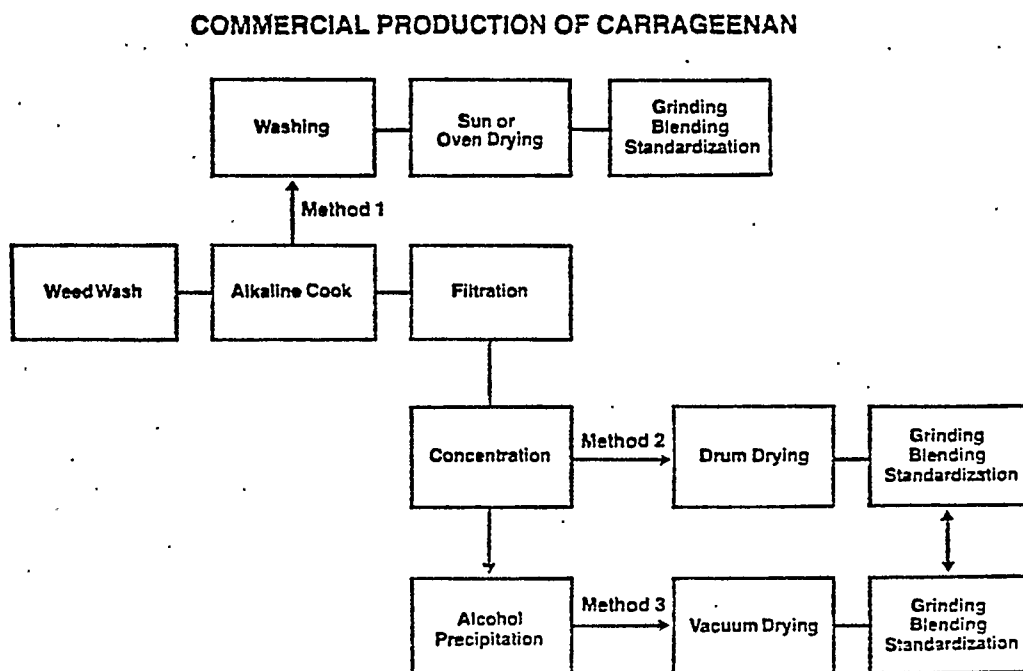 COMMERCIAL PRODUCTION OF CARRAGEENAN
Washing
Sun or
Oven Drying
Grinding
Blending
Standardization
Method 1
Weed Wash
Alkaline Cook
Filtration
Concentration
Method 2
Drum Drying
Grinding
Blending
Standardization
Alcohol
Precipitation
Method 3
Vacuum Drying
Grinding
Blending
Standardization